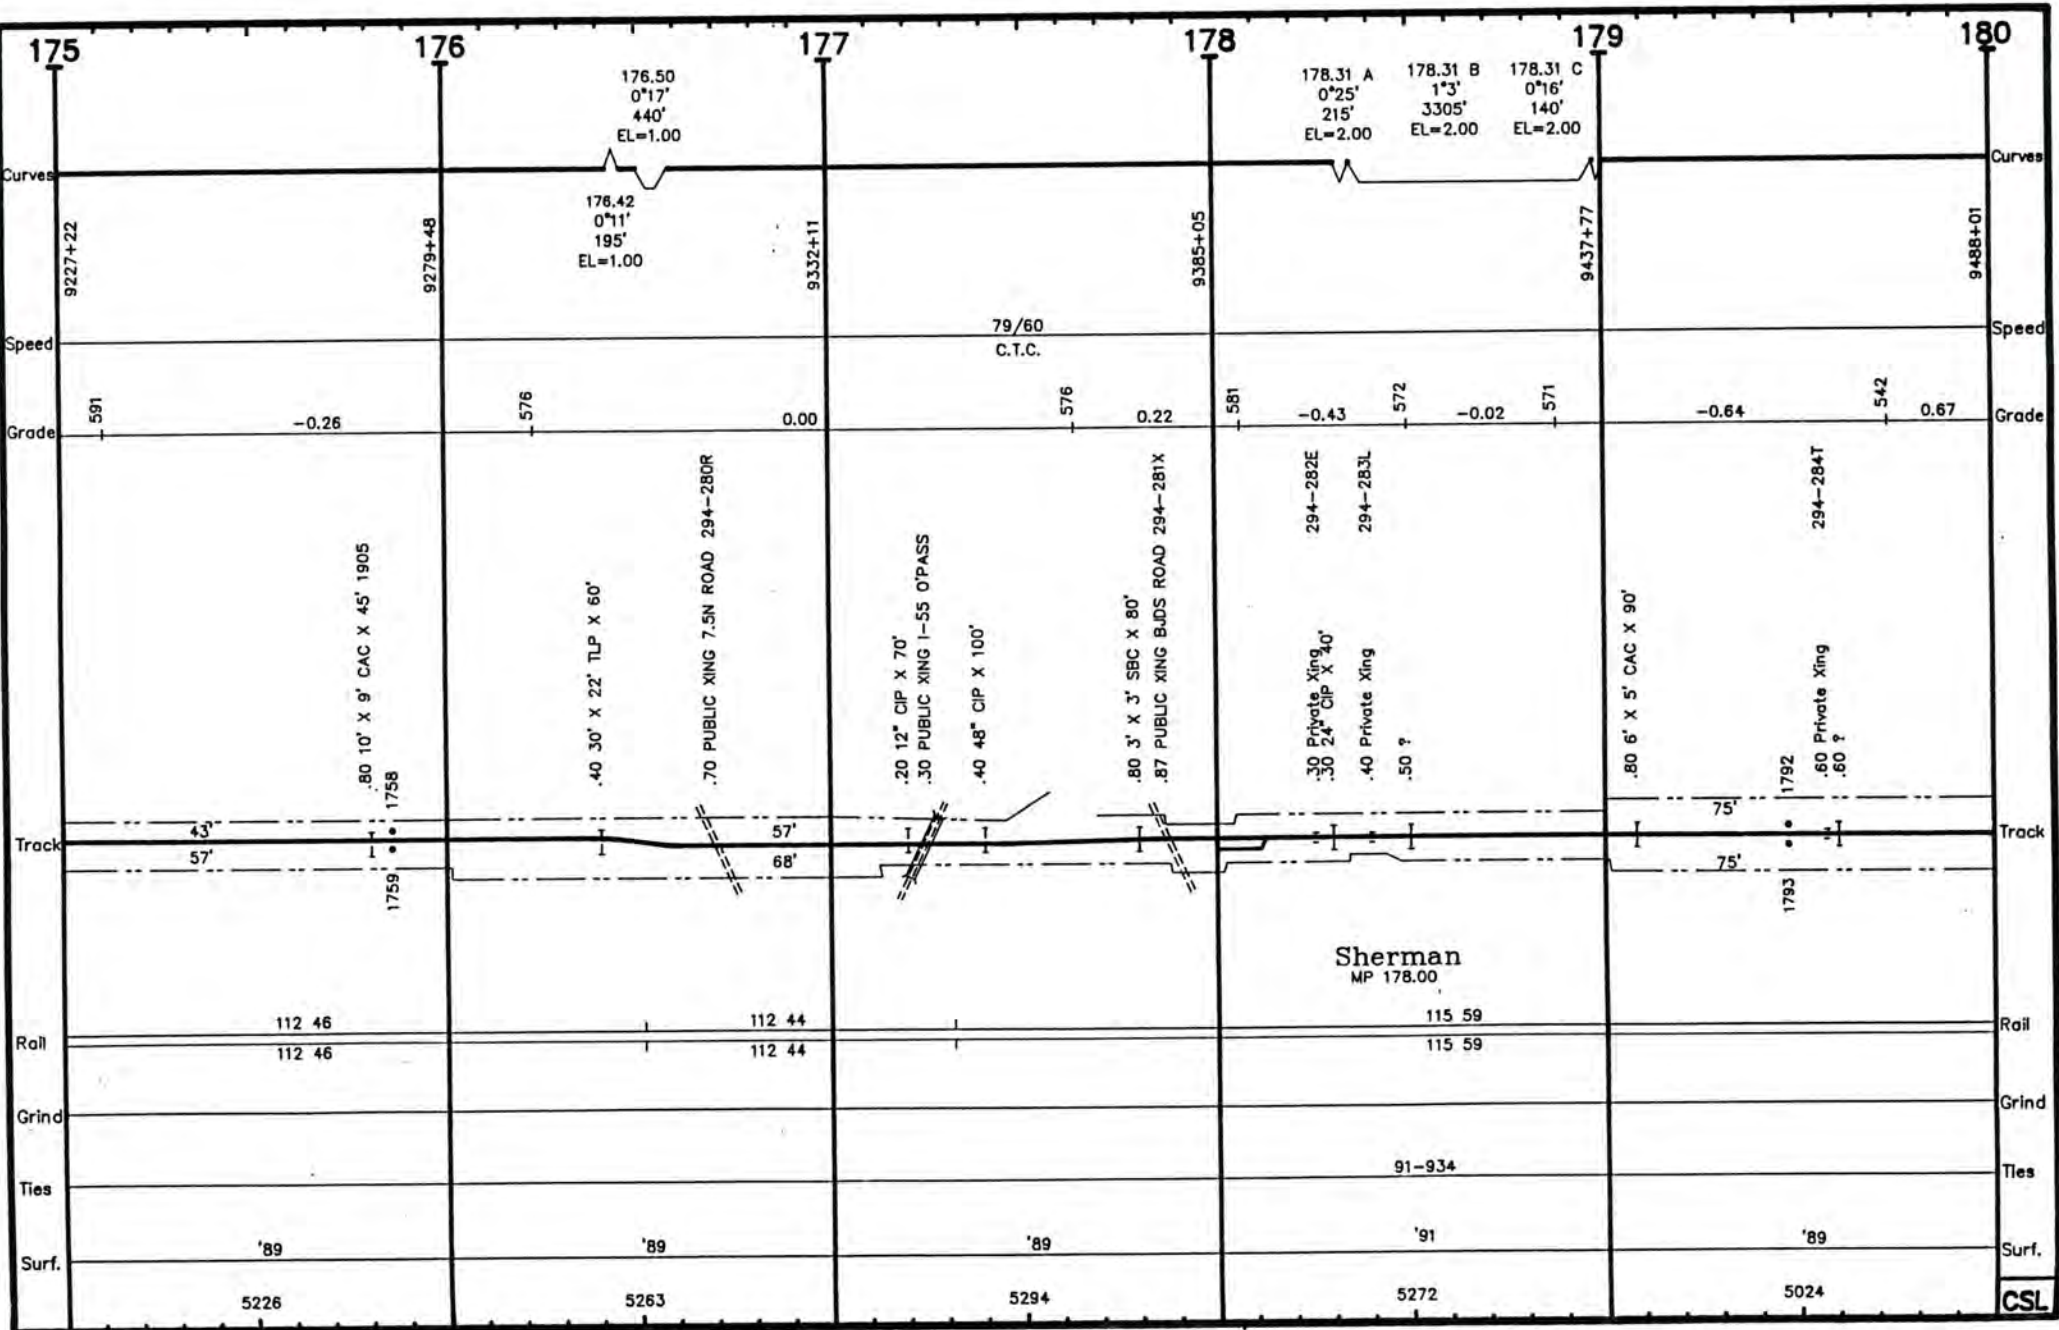 175 176 177 178 179 180
176.50
0°17'
440'
EL=1.00
178.31 A
0°25'
215'
EL=2.00
178.31 B
1°3'
3305'
EL=2.00
178.31 C
0°16'
140'
EL=2.00
Curves Curves
176.42
0°11'
195'
EL=1.00
9227+22
9279+48
9332+11
9385+05
9437+77
9488+01
79/60
Speed Speed
C.T.C.
591
576
576
581
572
571
542
Grade -0.26 0.00 0.22 -0.43 -0.02 -0.64 0.67 Grade
.80 10' X 9' CAC X 45' 1905
1758
.40 30' X 22' TLP X 60'
.70 PUBLIC XING 7.5N ROAD 294-280R
.20 12" CIP X 70'
.30 PUBLIC XING I-55 O'PASS
.40 48" CIP X 100'
.80 3' X 3' SBC X 80'
.87 PUBLIC XING BJDS ROAD 294-281X
.30 Private Xing 294-282E
.30 24" CIP X 40'
.40 Private Xing 294-283L
.50 ?
.80 6' X 5' CAC X 90'
1792
.60 Private Xing 294-284T
.60 ?
43' 57' 75'
Track Track
57' 68' 75'
1759
1793
Sherman
MP 178.00
112 46 112 44 115 59
Rail Rail
112 46 112 44 115 59
Grind Grind
91-934
Ties Ties
'89 '89 '89 '91 '89
Surf. Surf.
5226 5263 5294 5272 5024
CSL